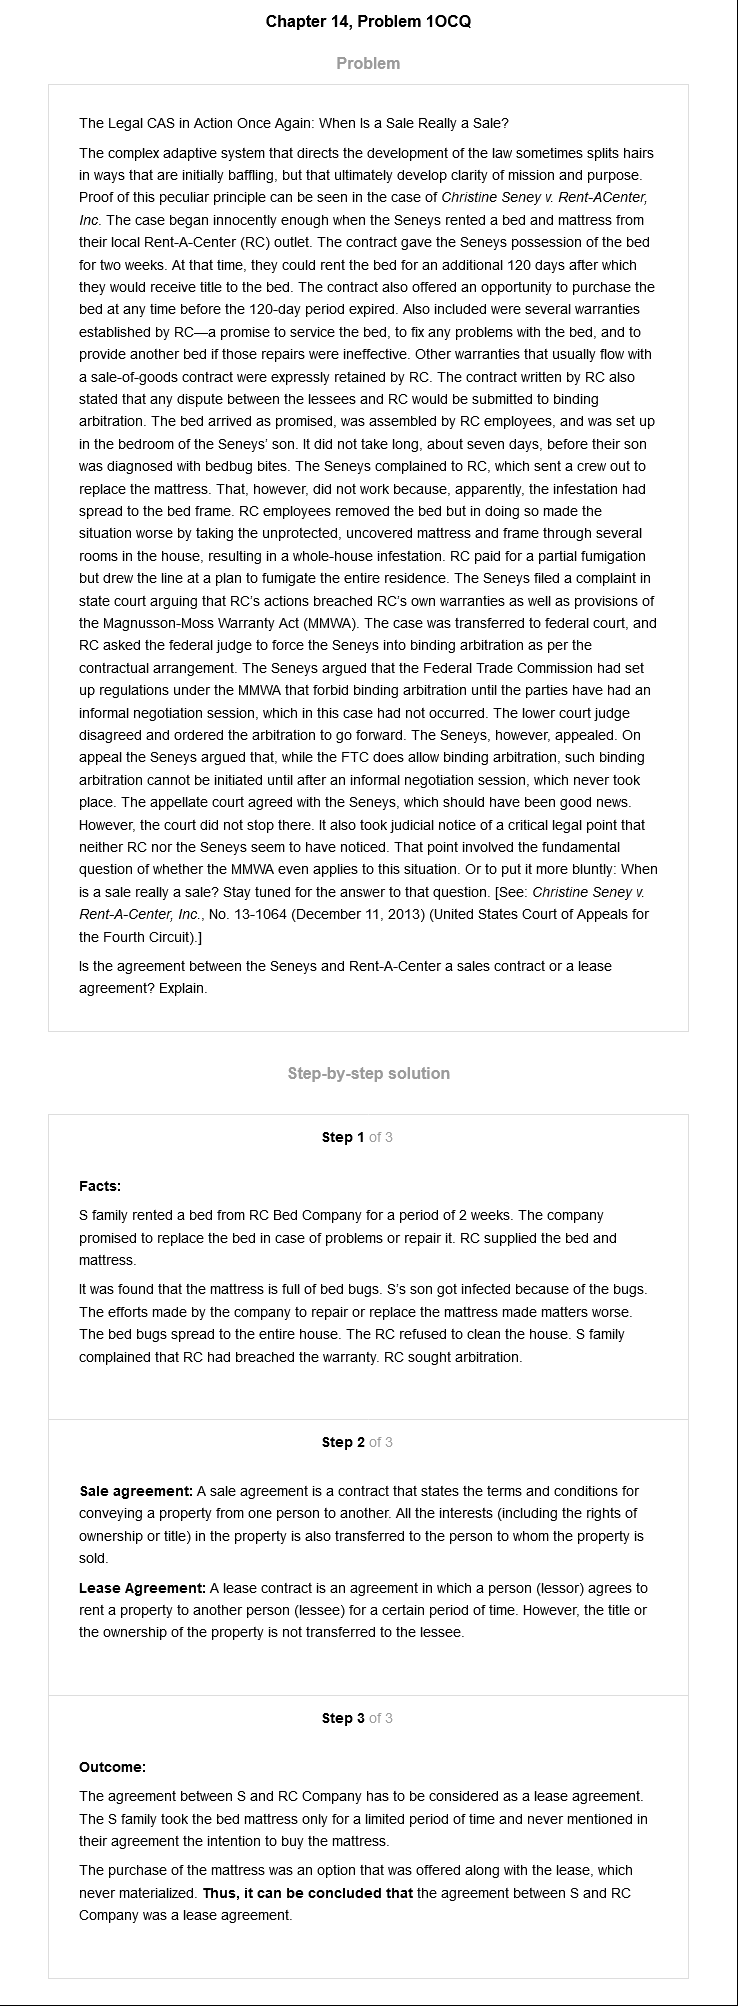 Chapter 14, Problem 1OCQ
Problem
The Legal CAS in Action Once Again: When Is a Sale Really a Sale?
The complex adaptive system that directs the development of the law sometimes splits hairs
in ways that are initially baffling, but that ultimately develop clarity of mission and purpose.
Proof of this peculiar principle can be seen in the case of Christine Seney v. Rent-ACenter,
Inc. The case began innocently enough when the Seneys rented a bed and mattress from
their local Rent-A-Center (RC) outlet. The contract gave the Seneys possession of the bed
for two weeks. At that time, they could rent the bed for an additional 120 days after which
they would receive title to the bed. The contract also offered an opportunity to purchase the
bed at any time before the 120-day period expired. Also included were several warranties
established by RC—a promise to service the bed, to fix any problems with the bed, and to
provide another bed if those repairs were ineffective. Other warranties that usually flow with
a sale-of-goods contract were expressly retained by RC. The contract written by RC also
stated that any dispute between the lessees and RC would be submitted to binding
arbitration. The bed arrived as promised, was assembled by RC employees, and was set up
in the bedroom of the Seneys' son. It did not take long, about seven days, before their son
was diagnosed with bedbug bites. The Seneys complained to RC, which sent a crew out to
replace the mattress. That, however, did not work because, apparently, the infestation had
spread to the bed frame. RC employees removed the bed but in doing so made the
situation worse by taking the unprotected, uncovered mattress and frame through several
rooms in the house, resulting in a whole-house infestation. RC paid for a partial fumigation
but drew the line at a plan to fumigate the entire residence. The Seneys filed a complaint in
state court arguing that RC's actions breached RC's own warranties as well as provisions of
the Magnusson-Moss Warranty Act (MMWA). The case was transferred to federal court, and
RC asked the federal judge to force the Seneys into binding arbitration as per the
contractual arrangement. The Seneys argued that the Federal Trade Commission had set
up regulations under the MMWA that forbid binding arbitration until the parties have had an
informal negotiation session, which in this case had not occurred. The lower court judge
disagreed and ordered the arbitration to go forward. The Seneys, however, appealed. On
appeal the Seneys argued that, while the FTC does allow binding arbitration, such binding
arbitration cannot be initiated until after an informal negotiation session, which never took
place. The appellate court agreed with the Seneys, which should have been good news.
However, the court did not stop there. It also took judicial notice of a critical legal point that
neither RC nor the Seneys seem to have noticed. That point involved the fundamental
question of whether the MMWA even applies to this situation. Or to put it more bluntly: When
is a sale really a sale? Stay tuned for the answer to that question. [See: Christine Seney v.
Rent-A-Center, Inc., No. 13-1064 (December 11, 2013) (United States Court of Appeals for
the Fourth Circuit).]
Is the agreement between the Seneys and Rent-A-Center a sales contract or a lease
agreement? Explain.
Step-by-step solution
Step 1 of 3
Facts:
S family rented a bed from RC Bed Company for a period of 2 weeks. The company
promised to replace the bed in case of problems or repair it. RC supplied the bed and
mattress.
It was found that the mattress is full of bed bugs. S's son got infected because of the bugs.
The efforts made by the company to repair or replace the mattress made matters worse.
The bed bugs spread to the entire house. The RC refused to clean the house. S family
complained that RC had breached the warranty. RC sought arbitration.
Step 2 of 3
Sale agreement: A sale agreement is a contract that states the terms and conditions for
conveying a property from one person to another. All the interests (including the rights of
ownership or title) in the property is also transferred to the person to whom the property is
sold.
Lease Agreement: A lease contract is an agreement in which a person (lessor) agrees to
rent a property to another person (lessee) for a certain period of time. However, the title or
the ownership of the property is not transferred to the lessee.
Step 3 of 3
Outcome:
The agreement between S and RC Company has to be considered as a lease agreement.
The S family took the bed mattress only for a limited period of time and never mentioned in
their agreement the intention to buy the mattress.
The purchase of the mattress was an option that was offered along with the lease, which
never materialized. Thus, it can be concluded that the agreement between S and RC
Company was a lease agreement.